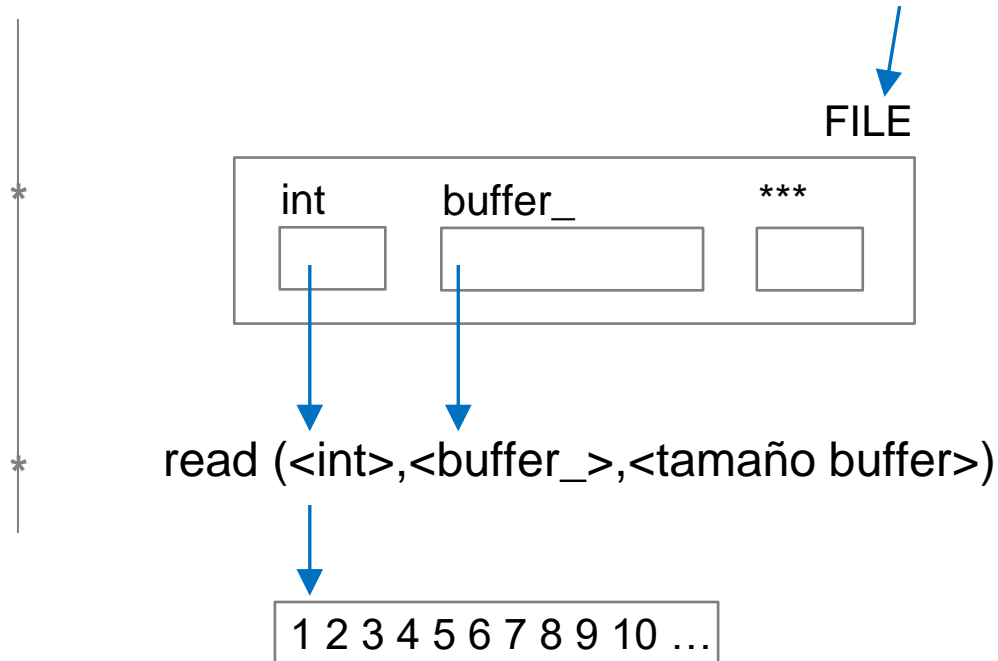 FILE
* int buffer_ ***
* read (<int>,<buffer_>,<tamaño buffer>)
1 2 3 4 5 6 7 8 9 10 …